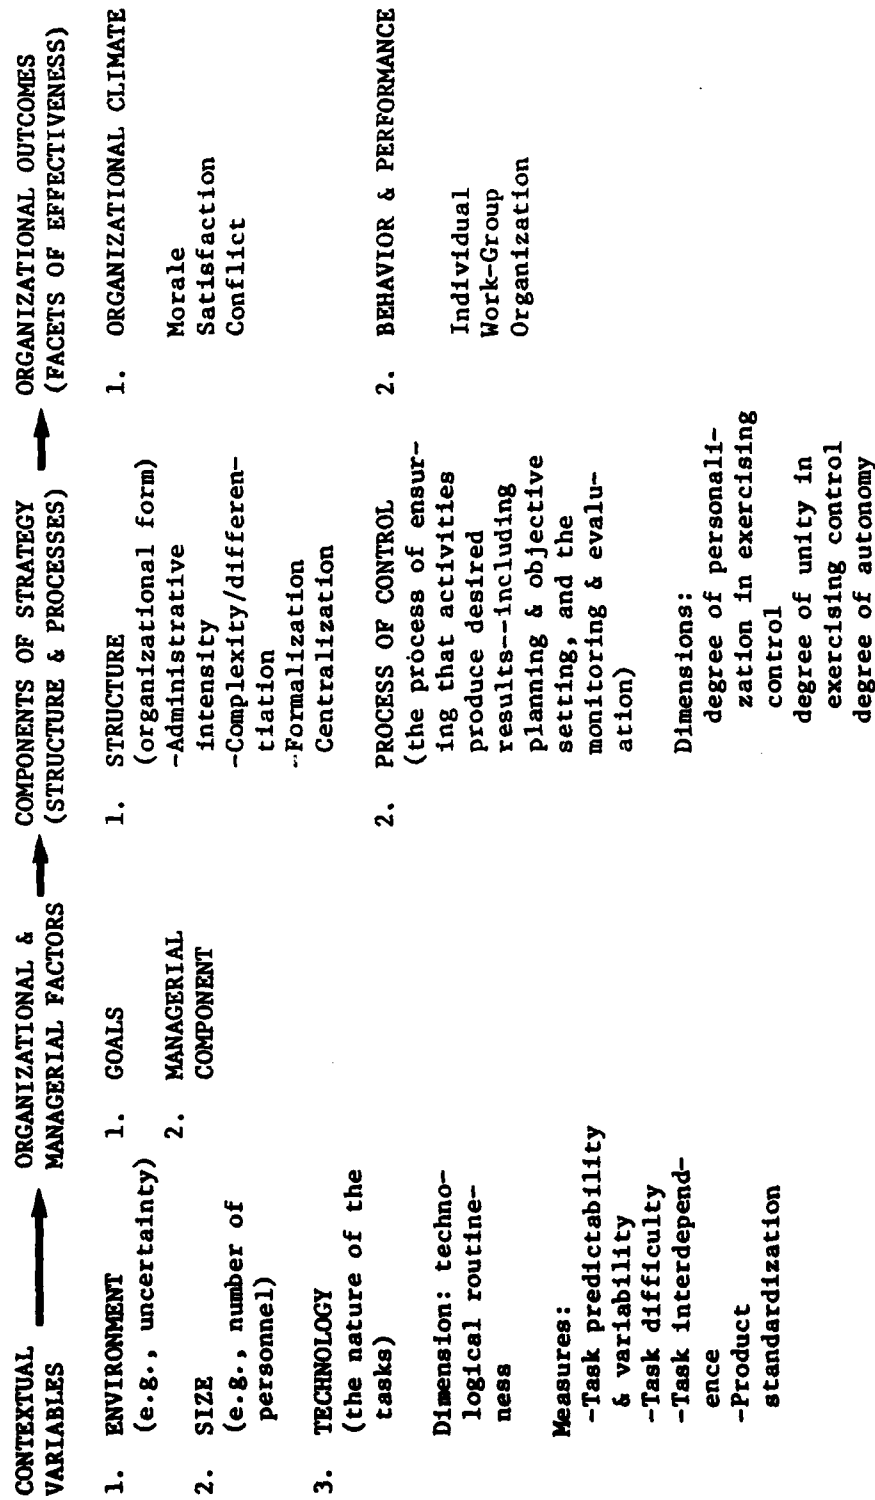 CONTEXTUAL
VARIABLES
1. ENVIRONMENT
(e.g., uncertainty)
2. SIZE
(e.g., number of
personnel)
3. TECHNOLOGY
(the nature of the
tasks)
Dimension: techno-
logical routine-
ness
Measures:
-Task predictability
& variability
-Task difficulty
-Task interdepend-
ence
-Product
standardization
ORGANIZATIONAL &
MANAGERIAL FACTORS
1. GOALS
2. MANAGERIAL
COMPONENT
COMPONENTS OF STRATEGY
(STRUCTURE & PROCESSES)
1. STRUCTURE
(organizational form)
-Administrative
intensity
-Complexity/differen-
tiation
-Formalization
Centralization
2. PROCESS OF CONTROL
(the process of ensur-
ing that activities
produce desired
results--including
planning & objective
setting, and the
monitoring & evalu-
ation)
Dimensions:
degree of personali-
zation in exercising
control
degree of unity in
exercising control
degree of autonomy
ORGANIZATIONAL OUTCOMES
(FACETS OF EFFECTIVENESS)
1. ORGANIZATIONAL CLIMATE
Morale
Satisfaction
Conflict
2. BEHAVIOR & PERFORMANCE
Individual
Work-Group
Organization